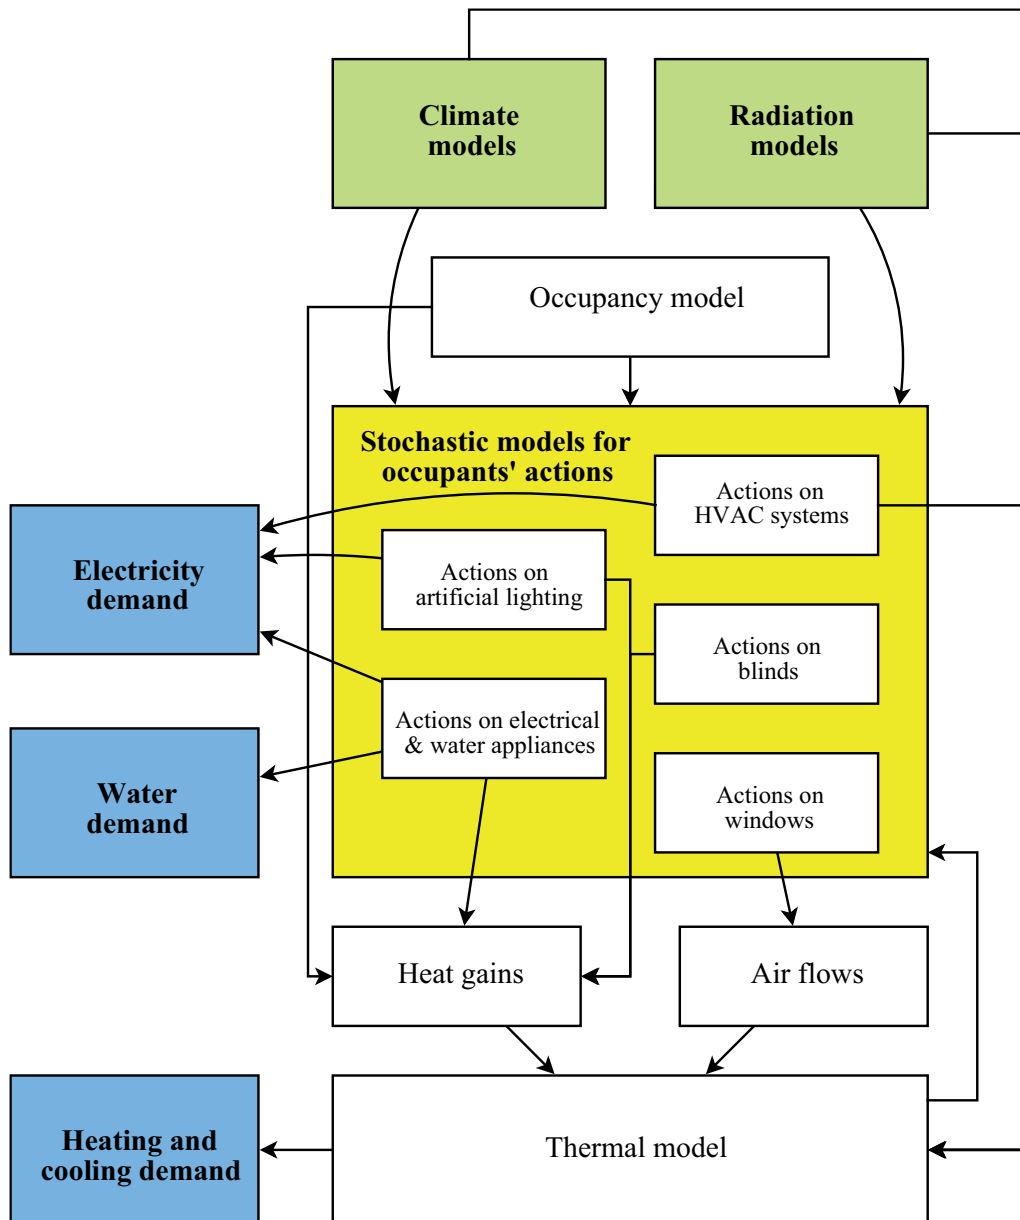 Climate
models
Radiation
models
Occupancy model
Stochastic models for
occupants' actions
Actions on
HVAC systems
Electricity
demand
Actions on
artificial lighting
Actions on
blinds
Actions on electrical
& water appliances
Water
demand
Actions on
windows
Heat gains
Air flows
Heating and
cooling demand
Thermal model